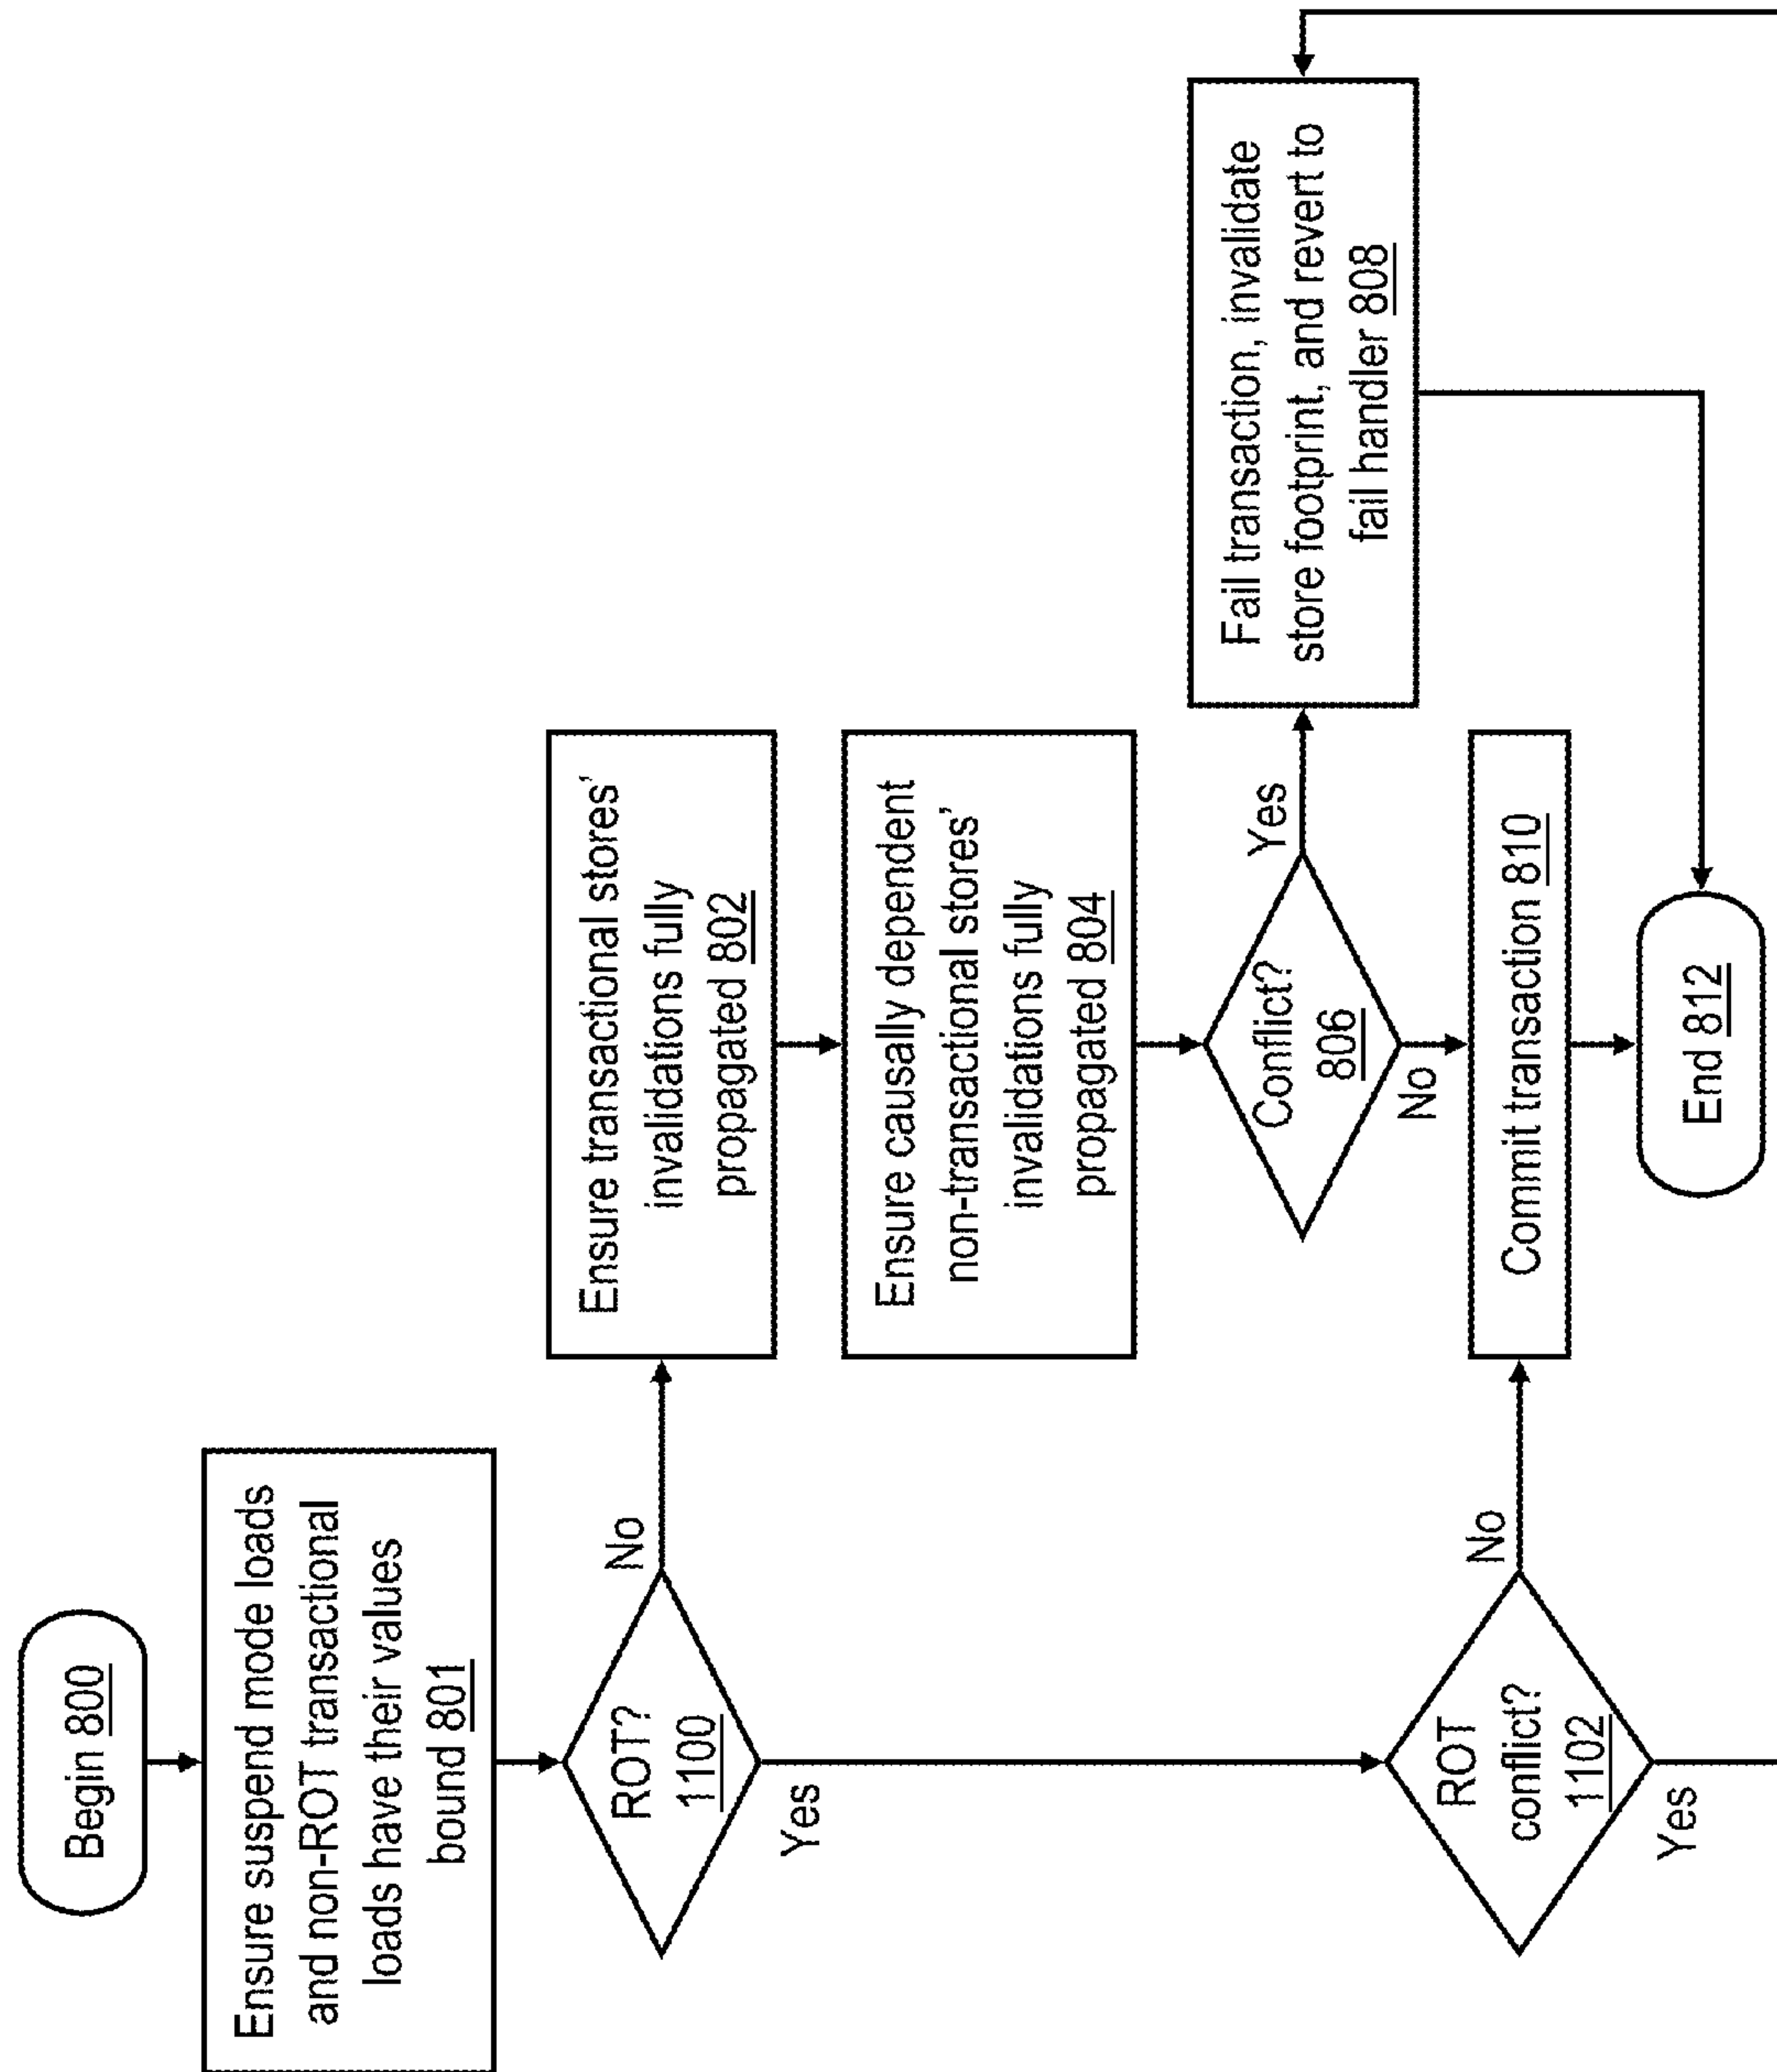 Begin 800
Ensure suspend mode loads
and non-ROT transactional
loads have their values
bound 801
ROT?
1100
No
Yes
Ensure transactional stores’
invalidations fully
propagated 802
Ensure causally dependent
non-transactional stores’
invalidations fully
propagated 804
Conflict?
806
Yes
No
Fail transaction, invalidate
store footprint, and revert to
fail handler 808
ROT
conflict?
1102
No
Yes
Commit transaction 810
End 812